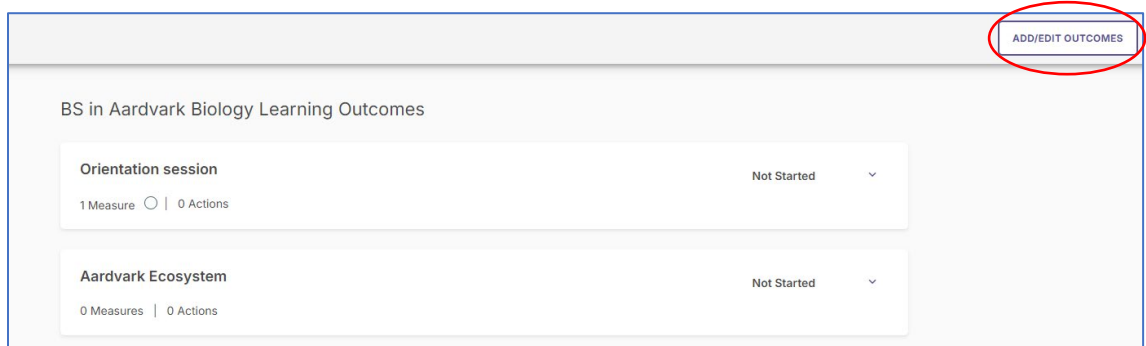 ADD/EDIT OUTCOMES
BS in Aardvark Biology Learning Outcomes
Orientation session
Not Started
1 Measure | 0 Actions
Aardvark Ecosystem
Not Started
0 Measures | 0 Actions